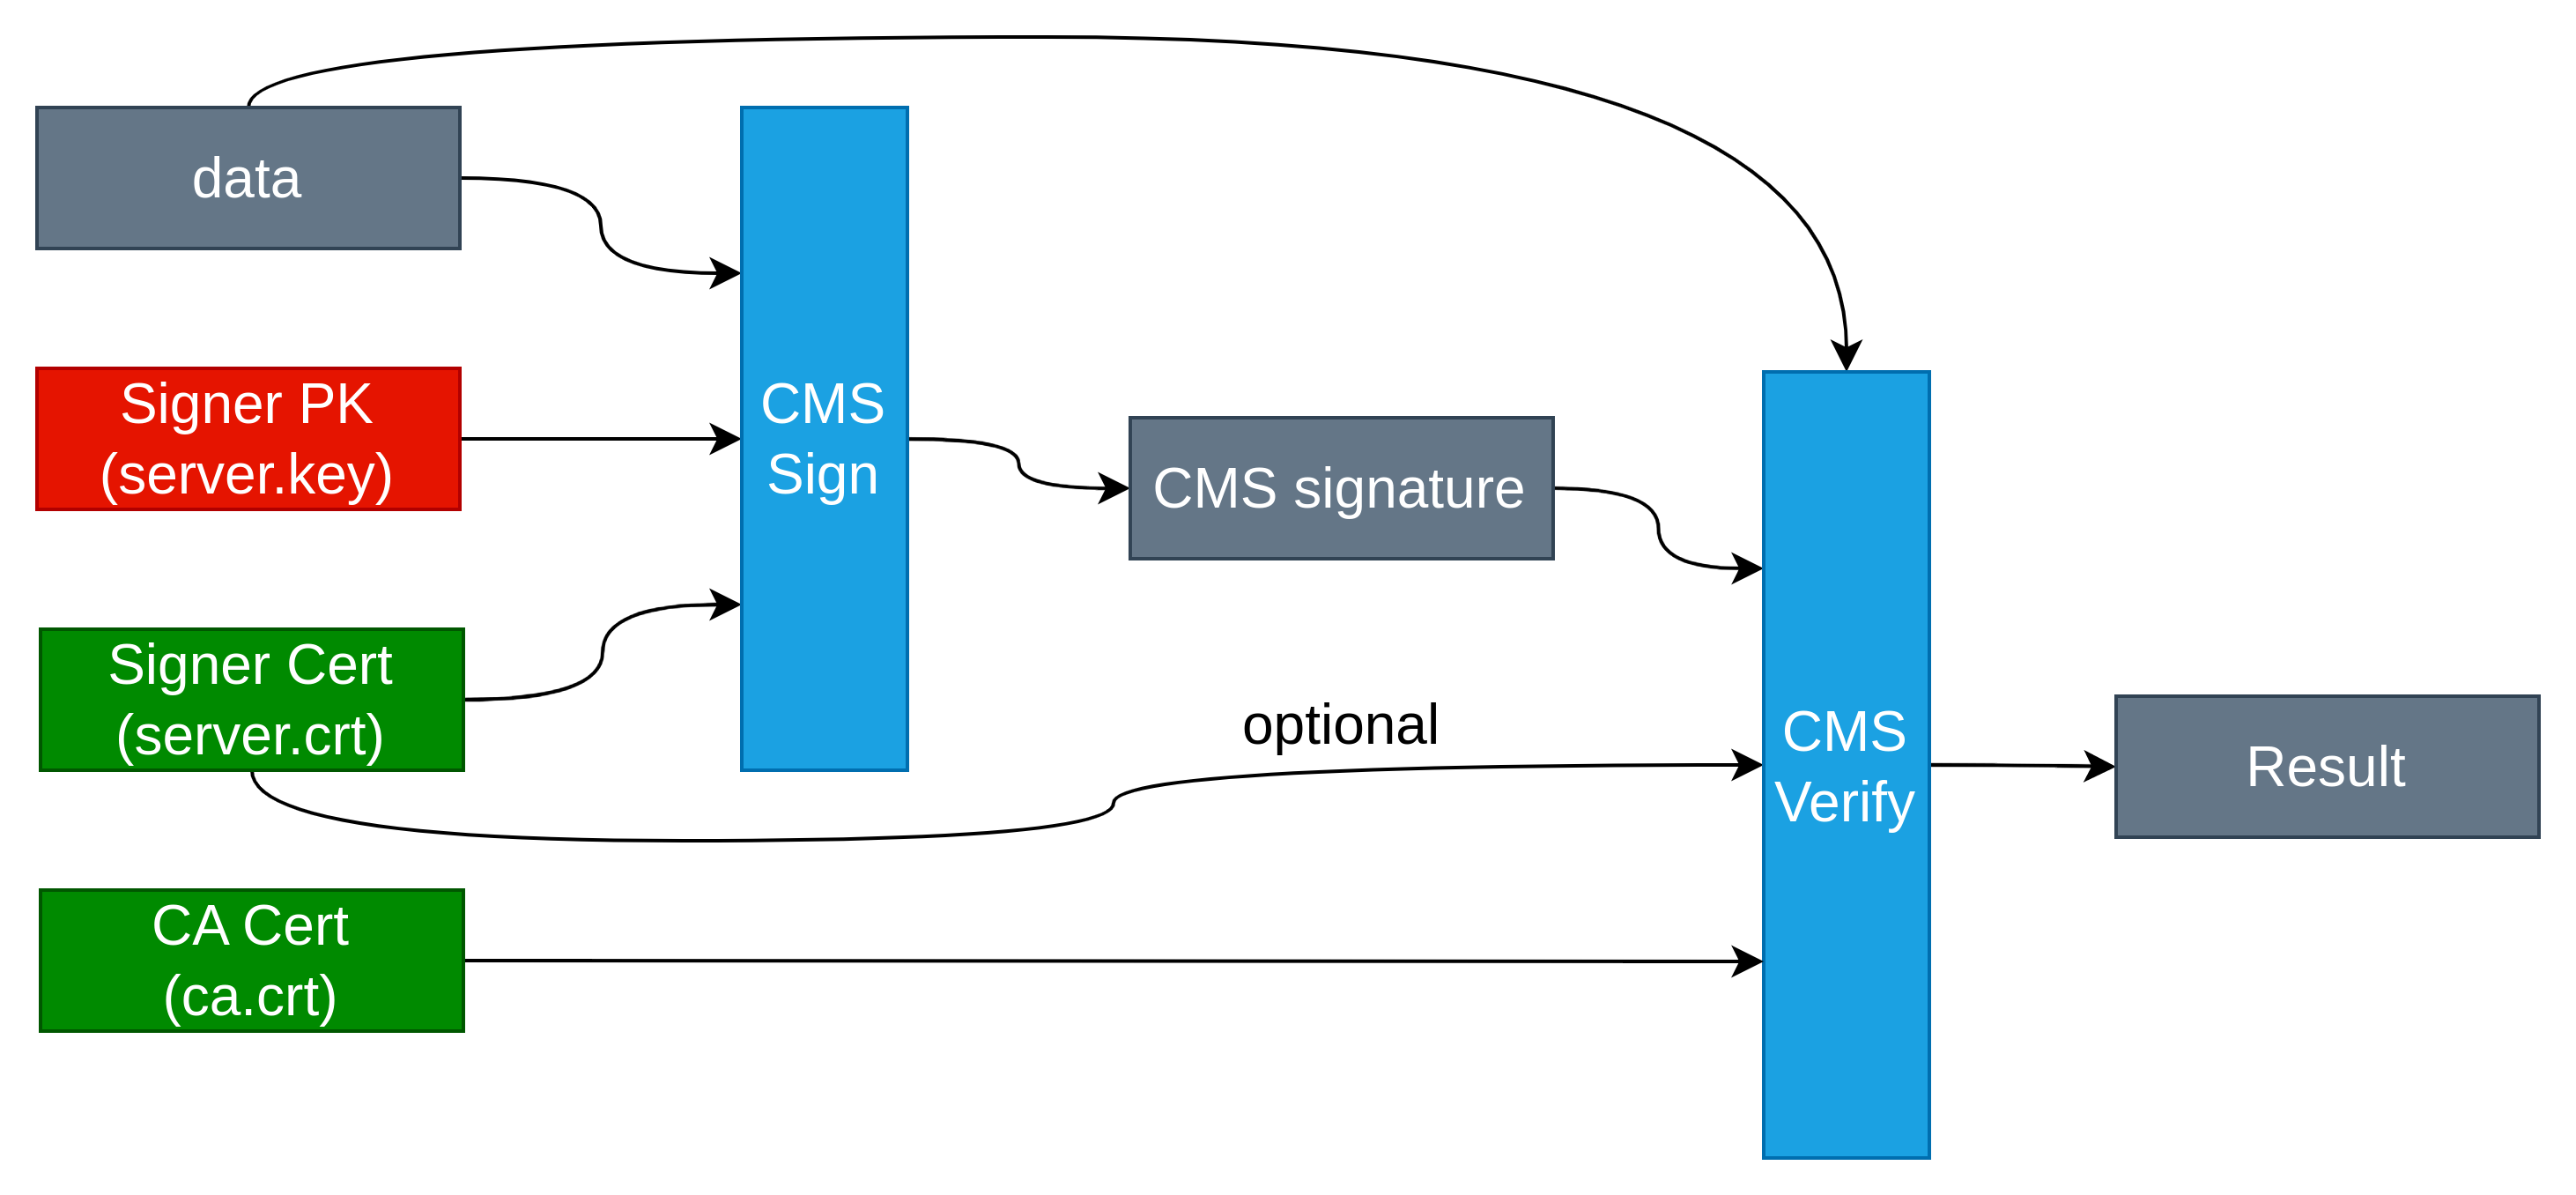 data
Signer PK
(server.key)
Signer Cert
(server.crt)
CA Cert
(ca.crt)
CMS
Sign
CMS signature
optional
CMS
Verify
Result